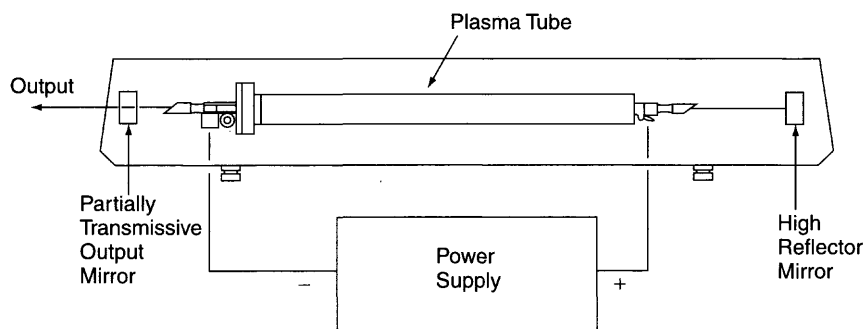 Plasma Tube
Output
Partially
Transmissive
Output
Mirror
Power
Supply
−
+
High
Reflector
Mirror